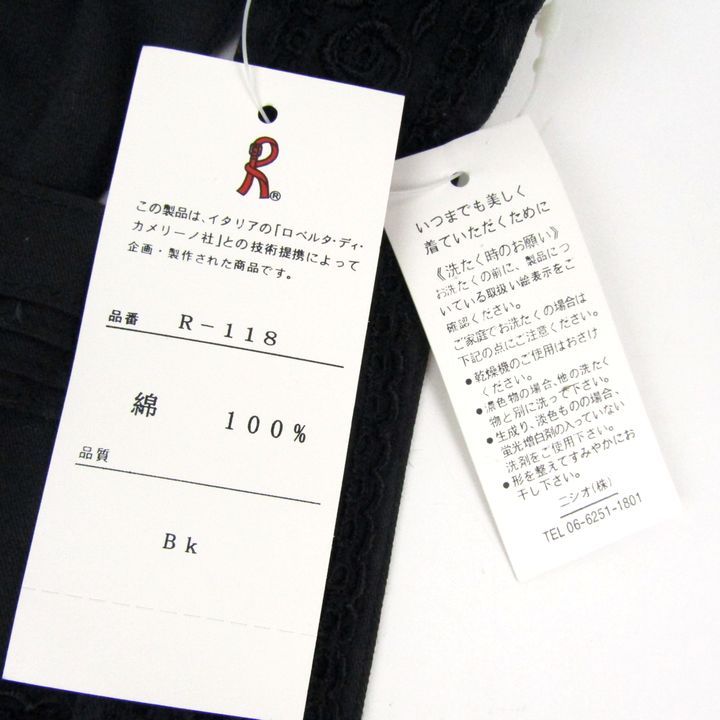 R
®
この製品は、イタリアの「ロベルタ・ディ・
カメリーノ社」との技術提携によって
企画・製作された商品です。
品番 R-118
綿 100%
品質
Bk
いつまでも美しく
着ていただくために
《洗たく時のお願い》
お洗たくの前に、製品につ
いている取扱い絵表示をご
確認ください。
ご家庭でお洗たくの場合は
下記の点にご注意ください。
●乾燥機のご使用はおさけ
ください。
●濃色物の場合、他の洗たく
物と別に洗って下さい。
●生成り、淡色ものの場合、
蛍光増白剤の入っていない
洗剤をご使用下さい。
●形を整えてすみやかにお
干し下さい。
ニシオ(株)
TEL 06-6251-1801